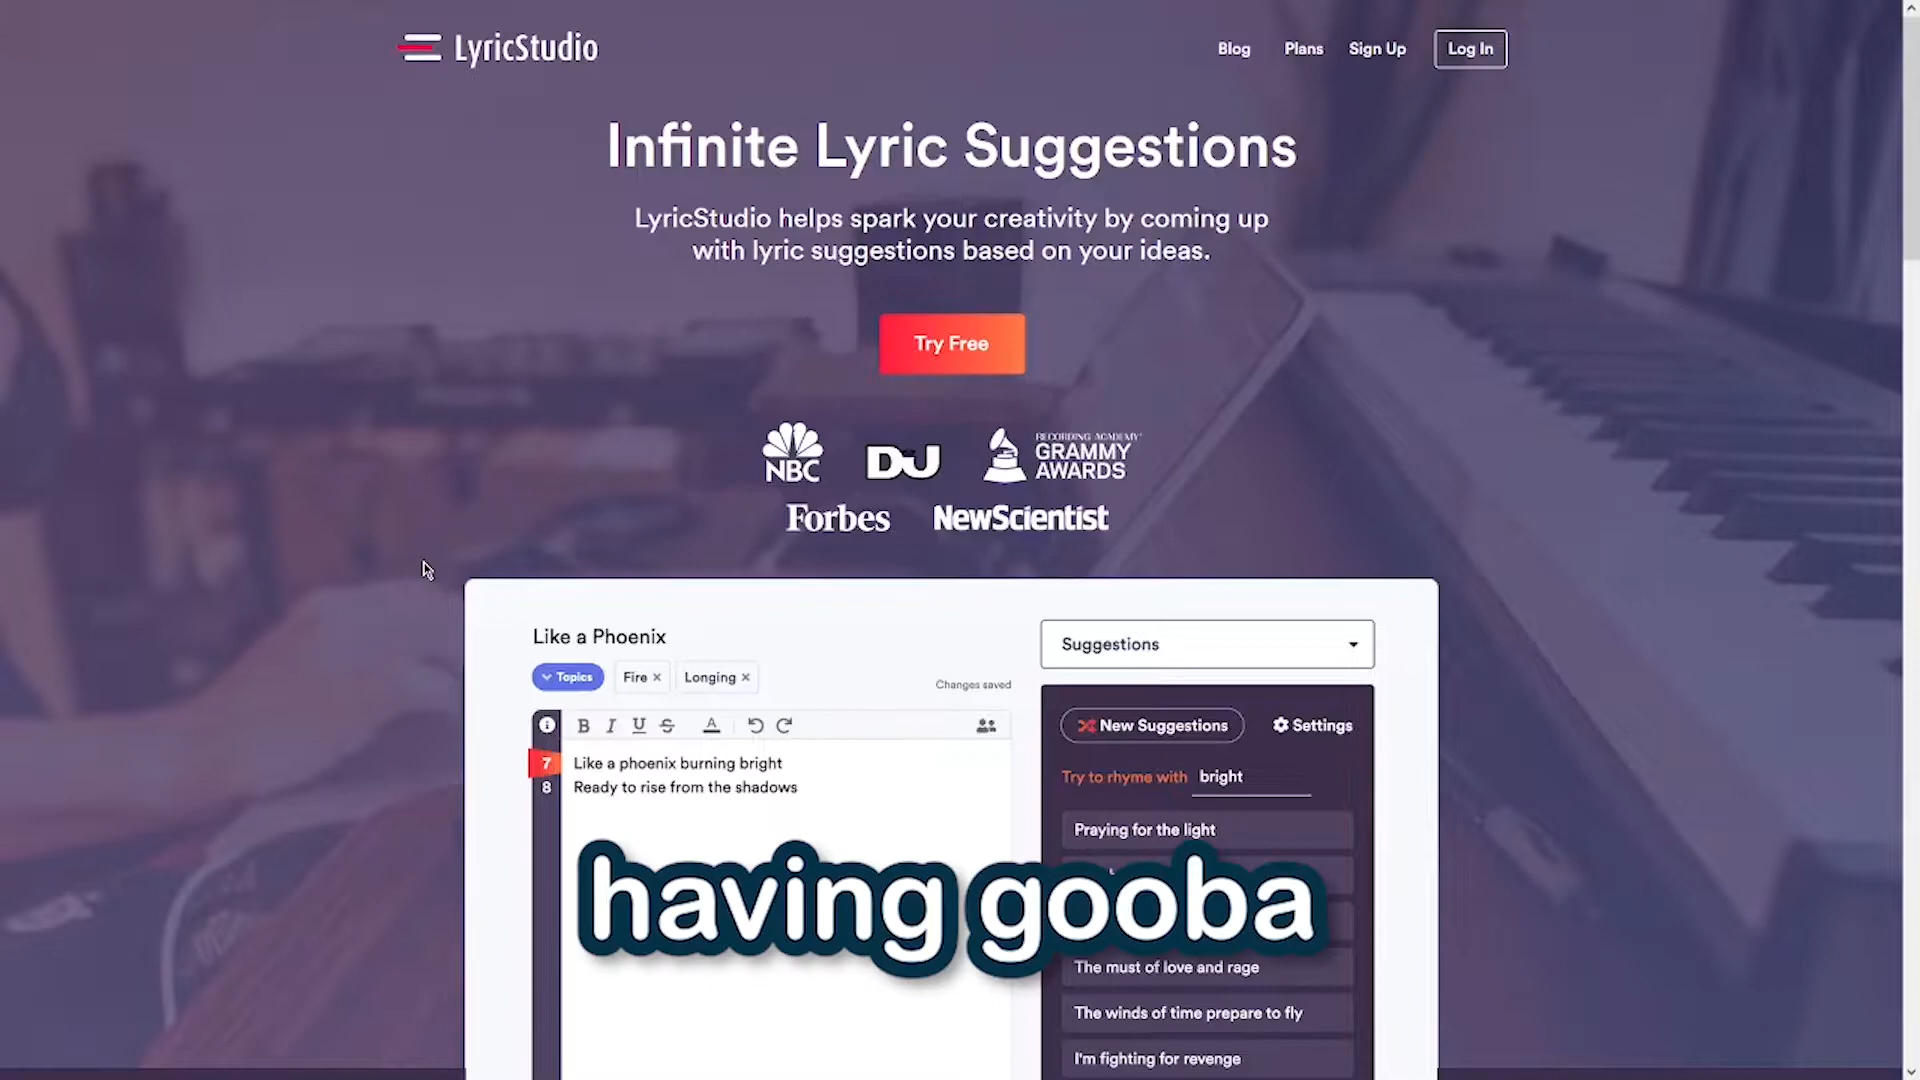 LyricStudio
Blog Plans Sign Up Log In
Infinite Lyric Suggestions
LyricStudio helps spark your creativity by coming up
with lyric suggestions based on your ideas.
Try Free
NBC DJ RECORDING ACADEMY GRAMMY AWARDS
Forbes NewScientist
Like a Phoenix
Topics Fire Longing
Changes saved
B I U S A
7 Like a phoenix burning bright
8 Ready to rise from the shadows
Suggestions
New Suggestions Settings
Try to rhyme with bright
Praying for the light
having gooba
The must of love and rage
The winds of time prepare to fly
I'm fighting for revenge